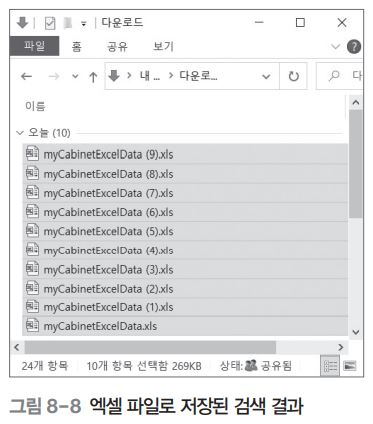 다운로드
파일 홈 공유 보기
내 ... 다운로... 다
이름
오늘 (10)
myCabinetExcelData (9).xls
myCabinetExcelData (8).xls
myCabinetExcelData (7).xls
myCabinetExcelData (6).xls
myCabinetExcelData (5).xls
myCabinetExcelData (4).xls
myCabinetExcelData (3).xls
myCabinetExcelData (2).xls
myCabinetExcelData (1).xls
myCabinetExcelData.xls
24개 항목 10개 항목 선택함 269KB 상태: 공유됨
그림 8-8 엑셀 파일로 저장된 검색 결과